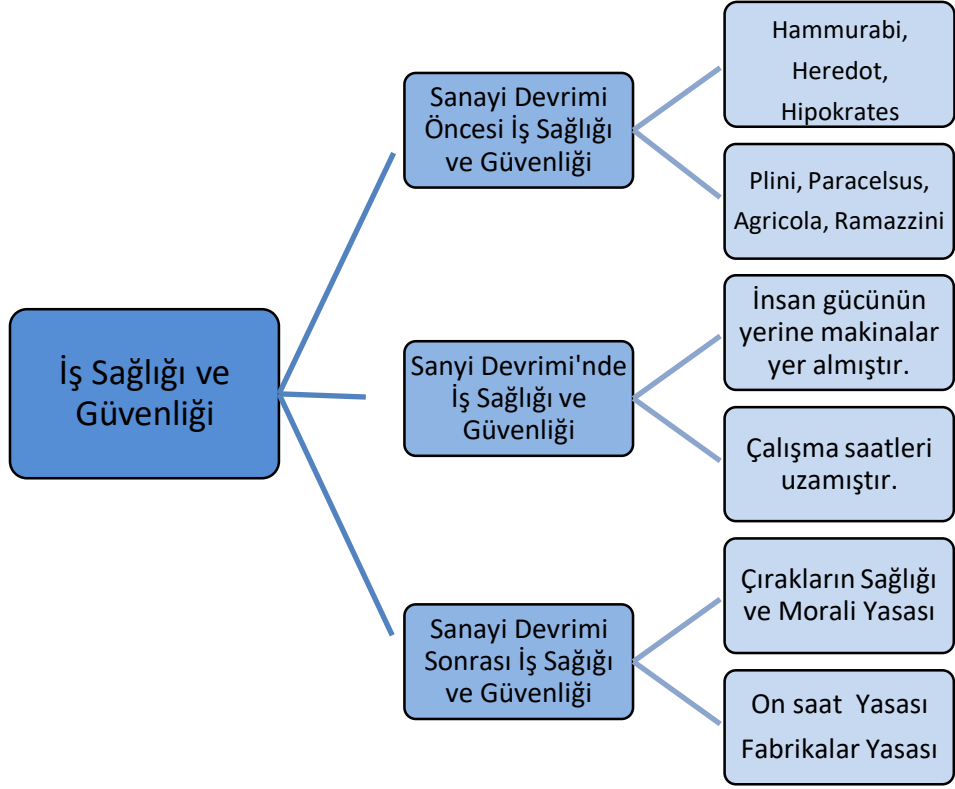 İş Sağlığı ve
Güvenliği
Sanayi Devrimi
Öncesi İş Sağlığı
ve Güvenliği
Hammurabi,
Heredot,
Hipokrates
Plini, Paracelsus,
Agricola, Ramazzini
Sanyi Devrimi'nde
İş Sağlığı ve
Güvenliği
İnsan gücünün
yerine makinalar
yer almıştır.
Çalışma saatleri
uzamıştır.
Sanayi Devrimi
Sonrası İş Sağığı
ve Güvenliği
Çırakların Sağlığı
ve Morali Yasası
On saat  Yasası
Fabrikalar Yasası